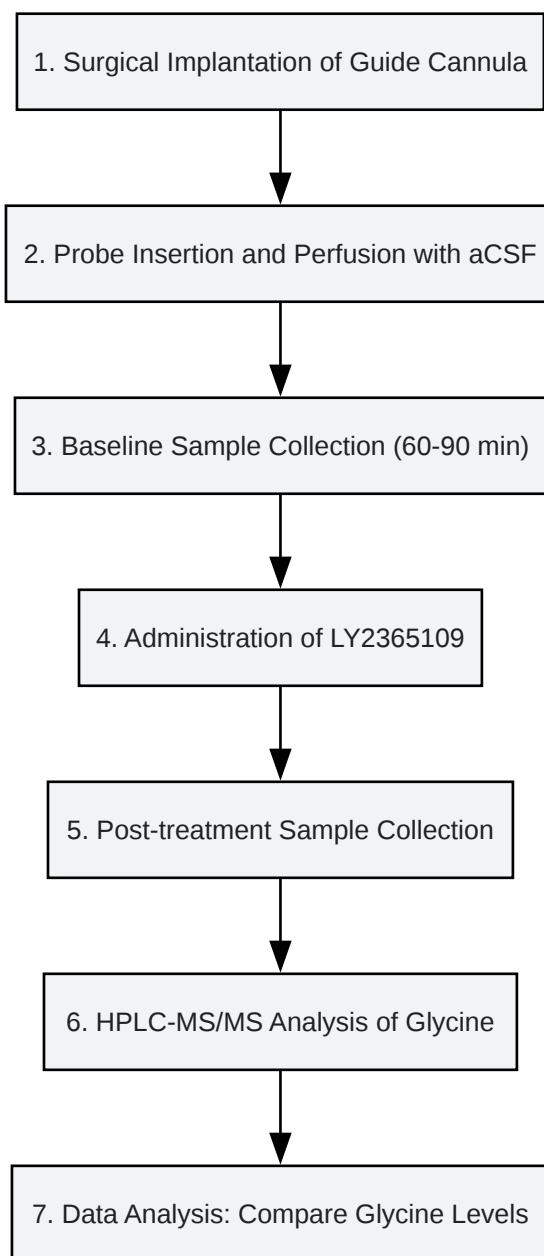 1. Surgical Implantation of Guide Cannula
2. Probe Insertion and Perfusion with aCSF
3. Baseline Sample Collection (60-90 min)
4. Administration of LY2365109
5. Post-treatment Sample Collection
6. HPLC-MS/MS Analysis of Glycine
7. Data Analysis: Compare Glycine Levels